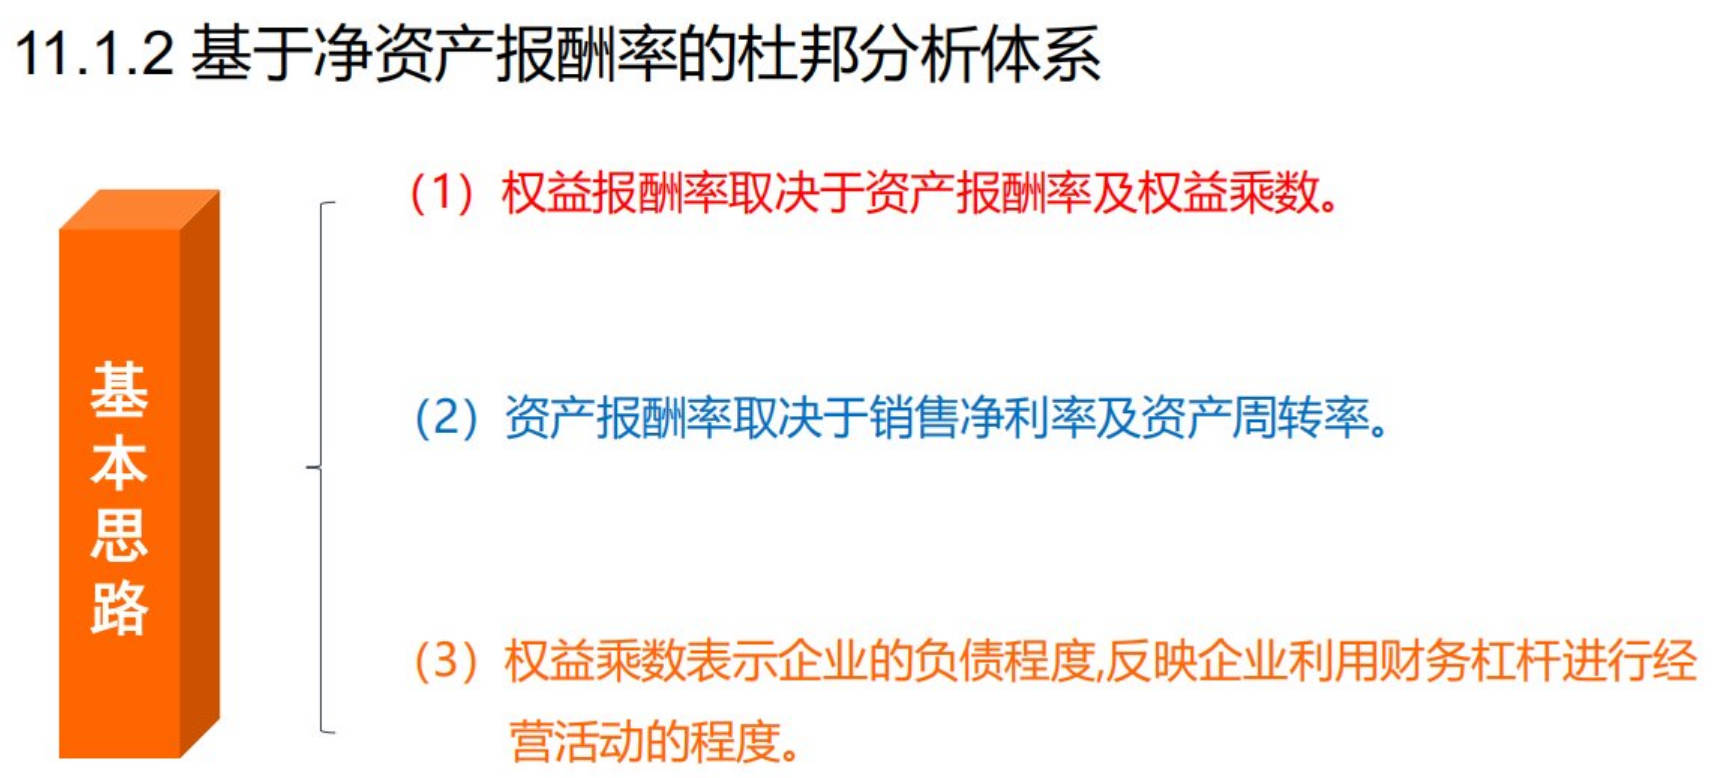 11.1.2 基于净资产报酬率的杜邦分析体系
基本思路
（1）权益报酬率取决于资产报酬率及权益乘数。
（2）资产报酬率取决于销售净利率及资产周转率。
（3）权益乘数表示企业的负债程度,反映企业利用财务杠杆进行经
营活动的程度。